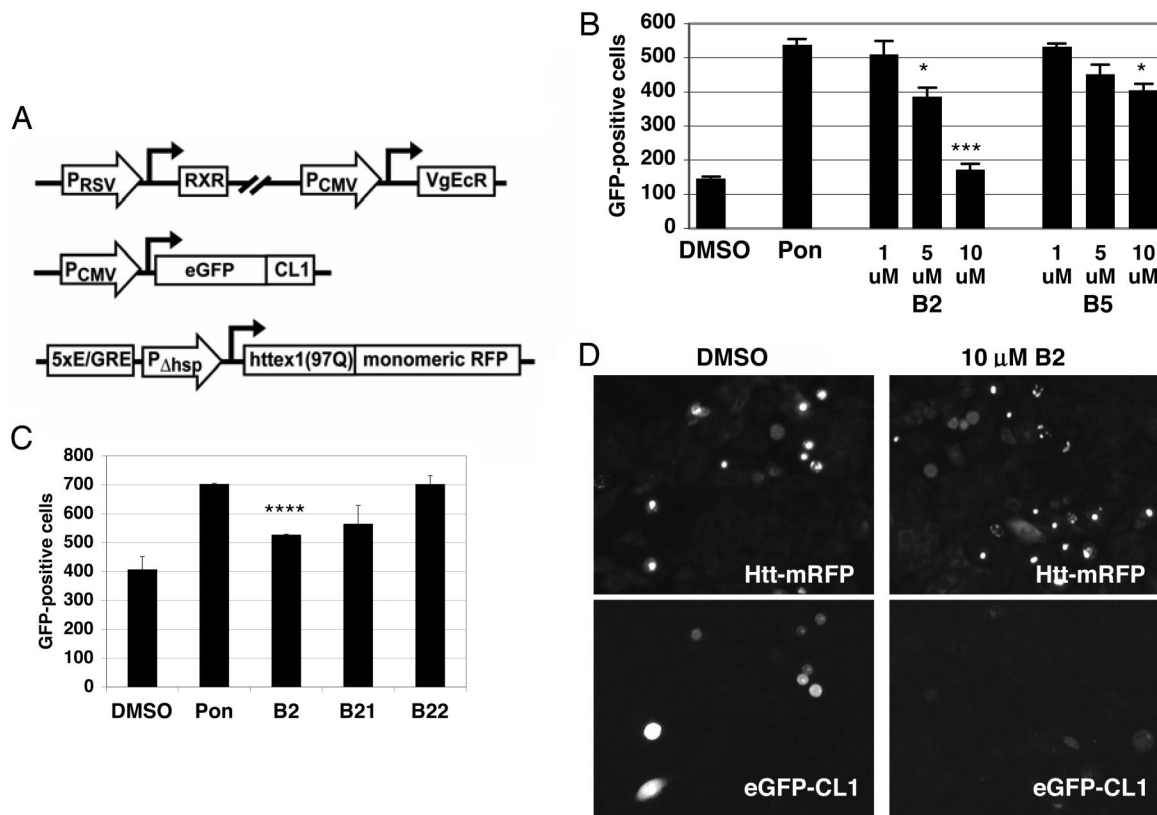 A
P_RSV RXR P_CMV VgEcR
P_CMV eGFP CL1
5xE/GRE P_Δhsp httex1(97Q) monomeric RFP
B
GFP-positive cells
600
500
400
300
200
100
0
* *** *
DMSO Pon 1 uM 5 uM 10 uM 1 uM 5 uM 10 uM
B2 B5
C
GFP-positive cells
800
700
600
500
400
300
200
100
0
****
DMSO Pon B2 B21 B22
D
DMSO 10 μM B2
Htt-mRFP Htt-mRFP
eGFP-CL1 eGFP-CL1